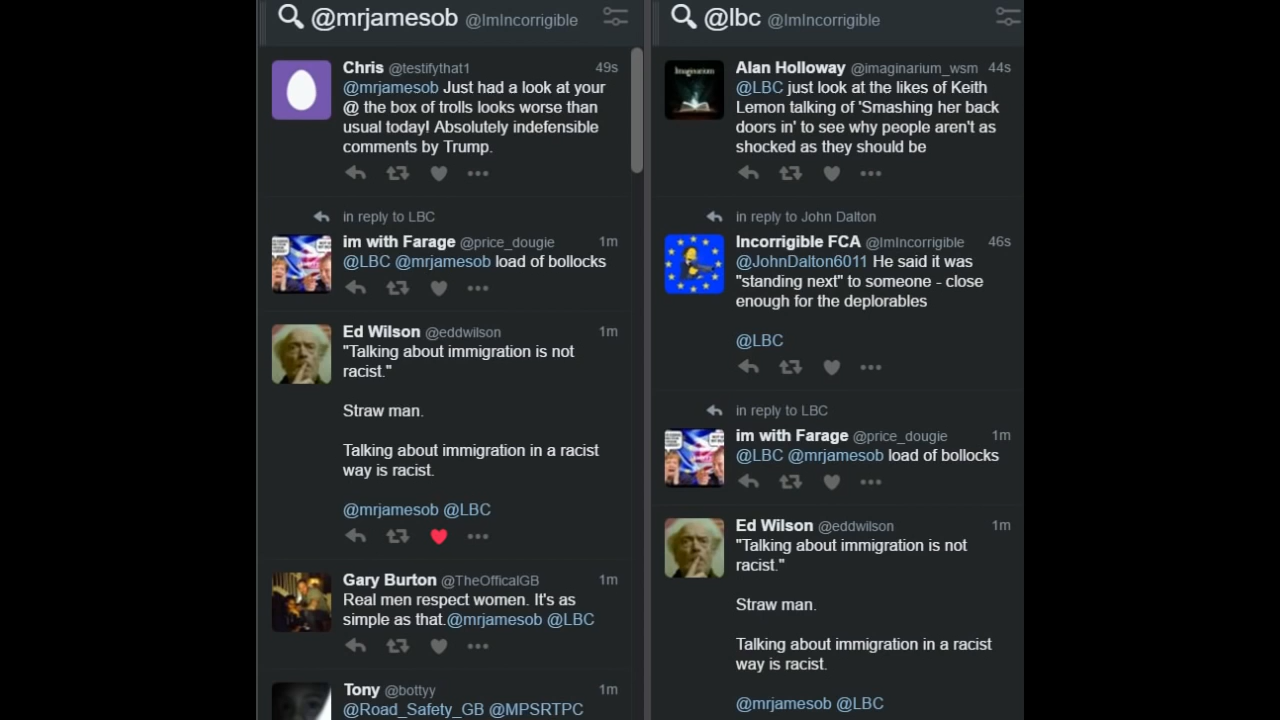 @mrjamesob @ImIncorrigible
Chris @testifythat1 49s
@mrjamesob Just had a look at your
@ the box of trolls looks worse than
usual today! Absolutely indefensible
comments by Trump.
in reply to LBC
im with Farage @price_dougie 1m
@LBC @mrjamesob load of bollocks
Ed Wilson @eddwilson 1m
"Talking about immigration is not
racist."
Straw man.
Talking about immigration in a racist
way is racist.
@mrjamesob @LBC
Gary Burton @TheOfficalGB 1m
Real men respect women. It's as
simple as that.@mrjamesob @LBC
Tony @bottyy 1m
@Road_Safety_GB @MPSRTPC
@lbc @ImIncorrigible
Alan Holloway @imaginarium_wsm 44s
Imaginarium
@LBC just look at the likes of Keith
Lemon talking of 'Smashing her back
doors in' to see why people aren't as
shocked as they should be
in reply to John Dalton
Incorrigible FCA @ImIncorrigible 46s
@JohnDalton6011 He said it was
"standing next" to someone - close
enough for the deplorables
@LBC
in reply to LBC
im with Farage @price_dougie 1m
@LBC @mrjamesob load of bollocks
Ed Wilson @eddwilson 1m
"Talking about immigration is not
racist."
Straw man.
Talking about immigration in a racist
way is racist.
@mrjamesob @LBC